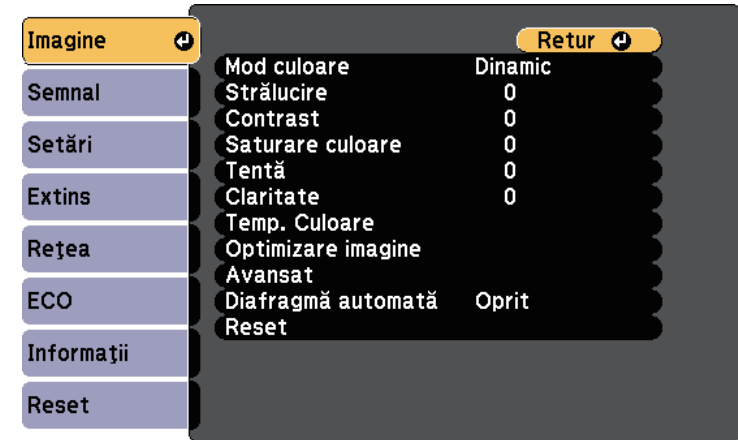 Imagine
Semnal
Setări
Extins
Reţea
ECO
Informaţii
Reset
Retur
Mod culoare Dinamic
Strălucire 0
Contrast 0
Saturare culoare 0
Tentă 0
Claritate 0
Temp. Culoare
Optimizare imagine
Avansat
Diafragmă automată Oprit
Reset